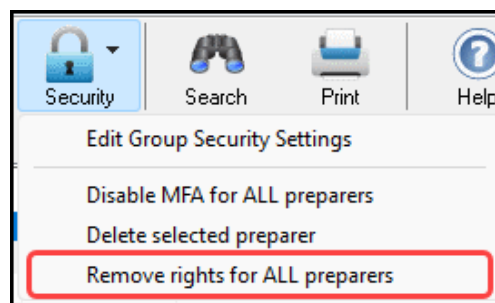 Security Search Print Help
Edit Group Security Settings
Disable MFA for ALL preparers
Delete selected preparer
Remove rights for ALL preparers